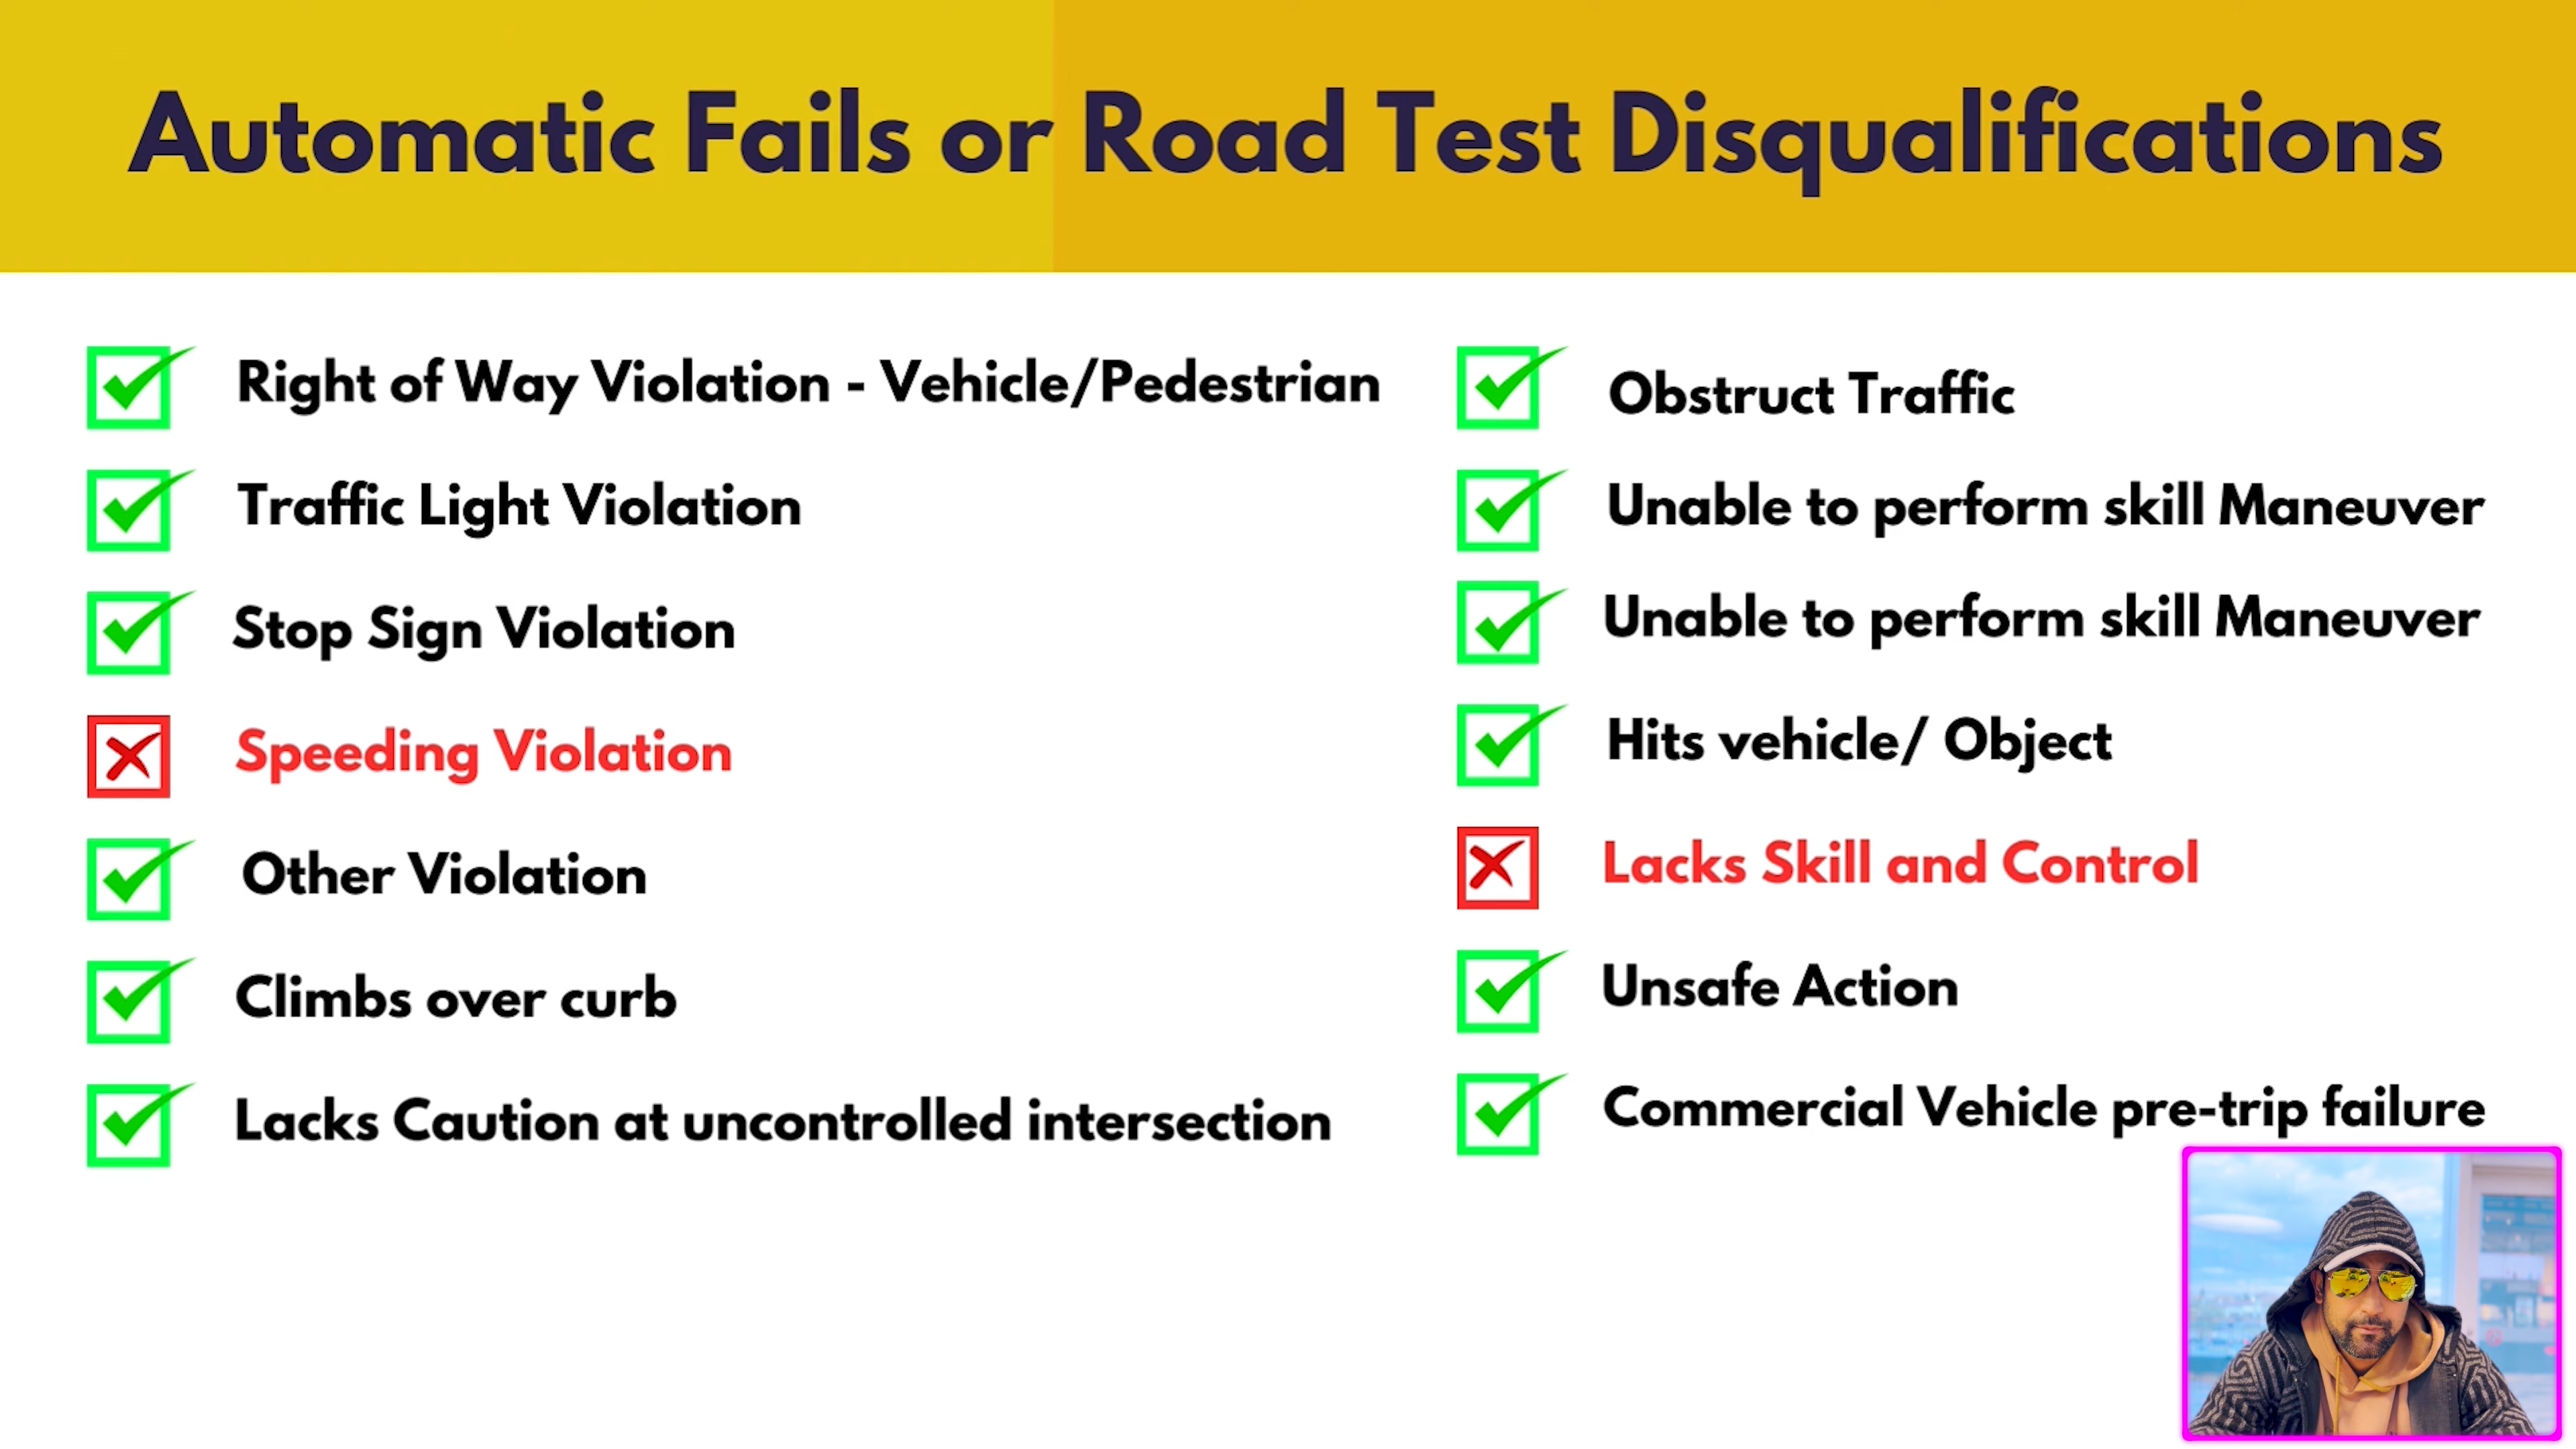 Automatic Fails or Road Test Disqualifications
Right of Way Violation - Vehicle/Pedestrian
Traffic Light Violation
Stop Sign Violation
Speeding Violation
Other Violation
Climbs over curb
Lacks Caution at uncontrolled intersection
Obstruct Traffic
Unable to perform skill Maneuver
Unable to perform skill Maneuver
Hits vehicle/ Object
Lacks Skill and Control
Unsafe Action
Commercial Vehicle pre-trip failure